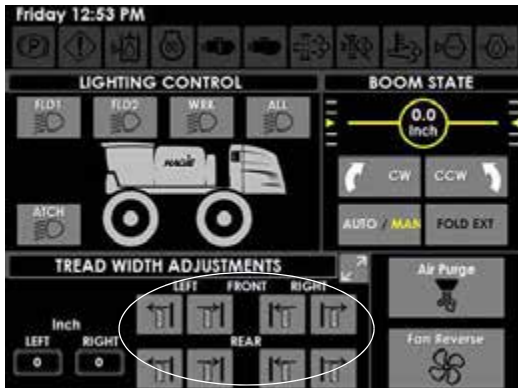 Friday 12:53 PM
LIGHTING CONTROL
FLD1 FLD2 WRK ALL
HAGIE
ATCH
BOOM STATE
0.0
Inch
CW CCW
AUTO / MAN FOLD EXT
TREAD WIDTH ADJUSTMENTS
LEFT FRONT RIGHT
Inch
LEFT RIGHT
0 0
REAR
Air Purge
Fan Reverse